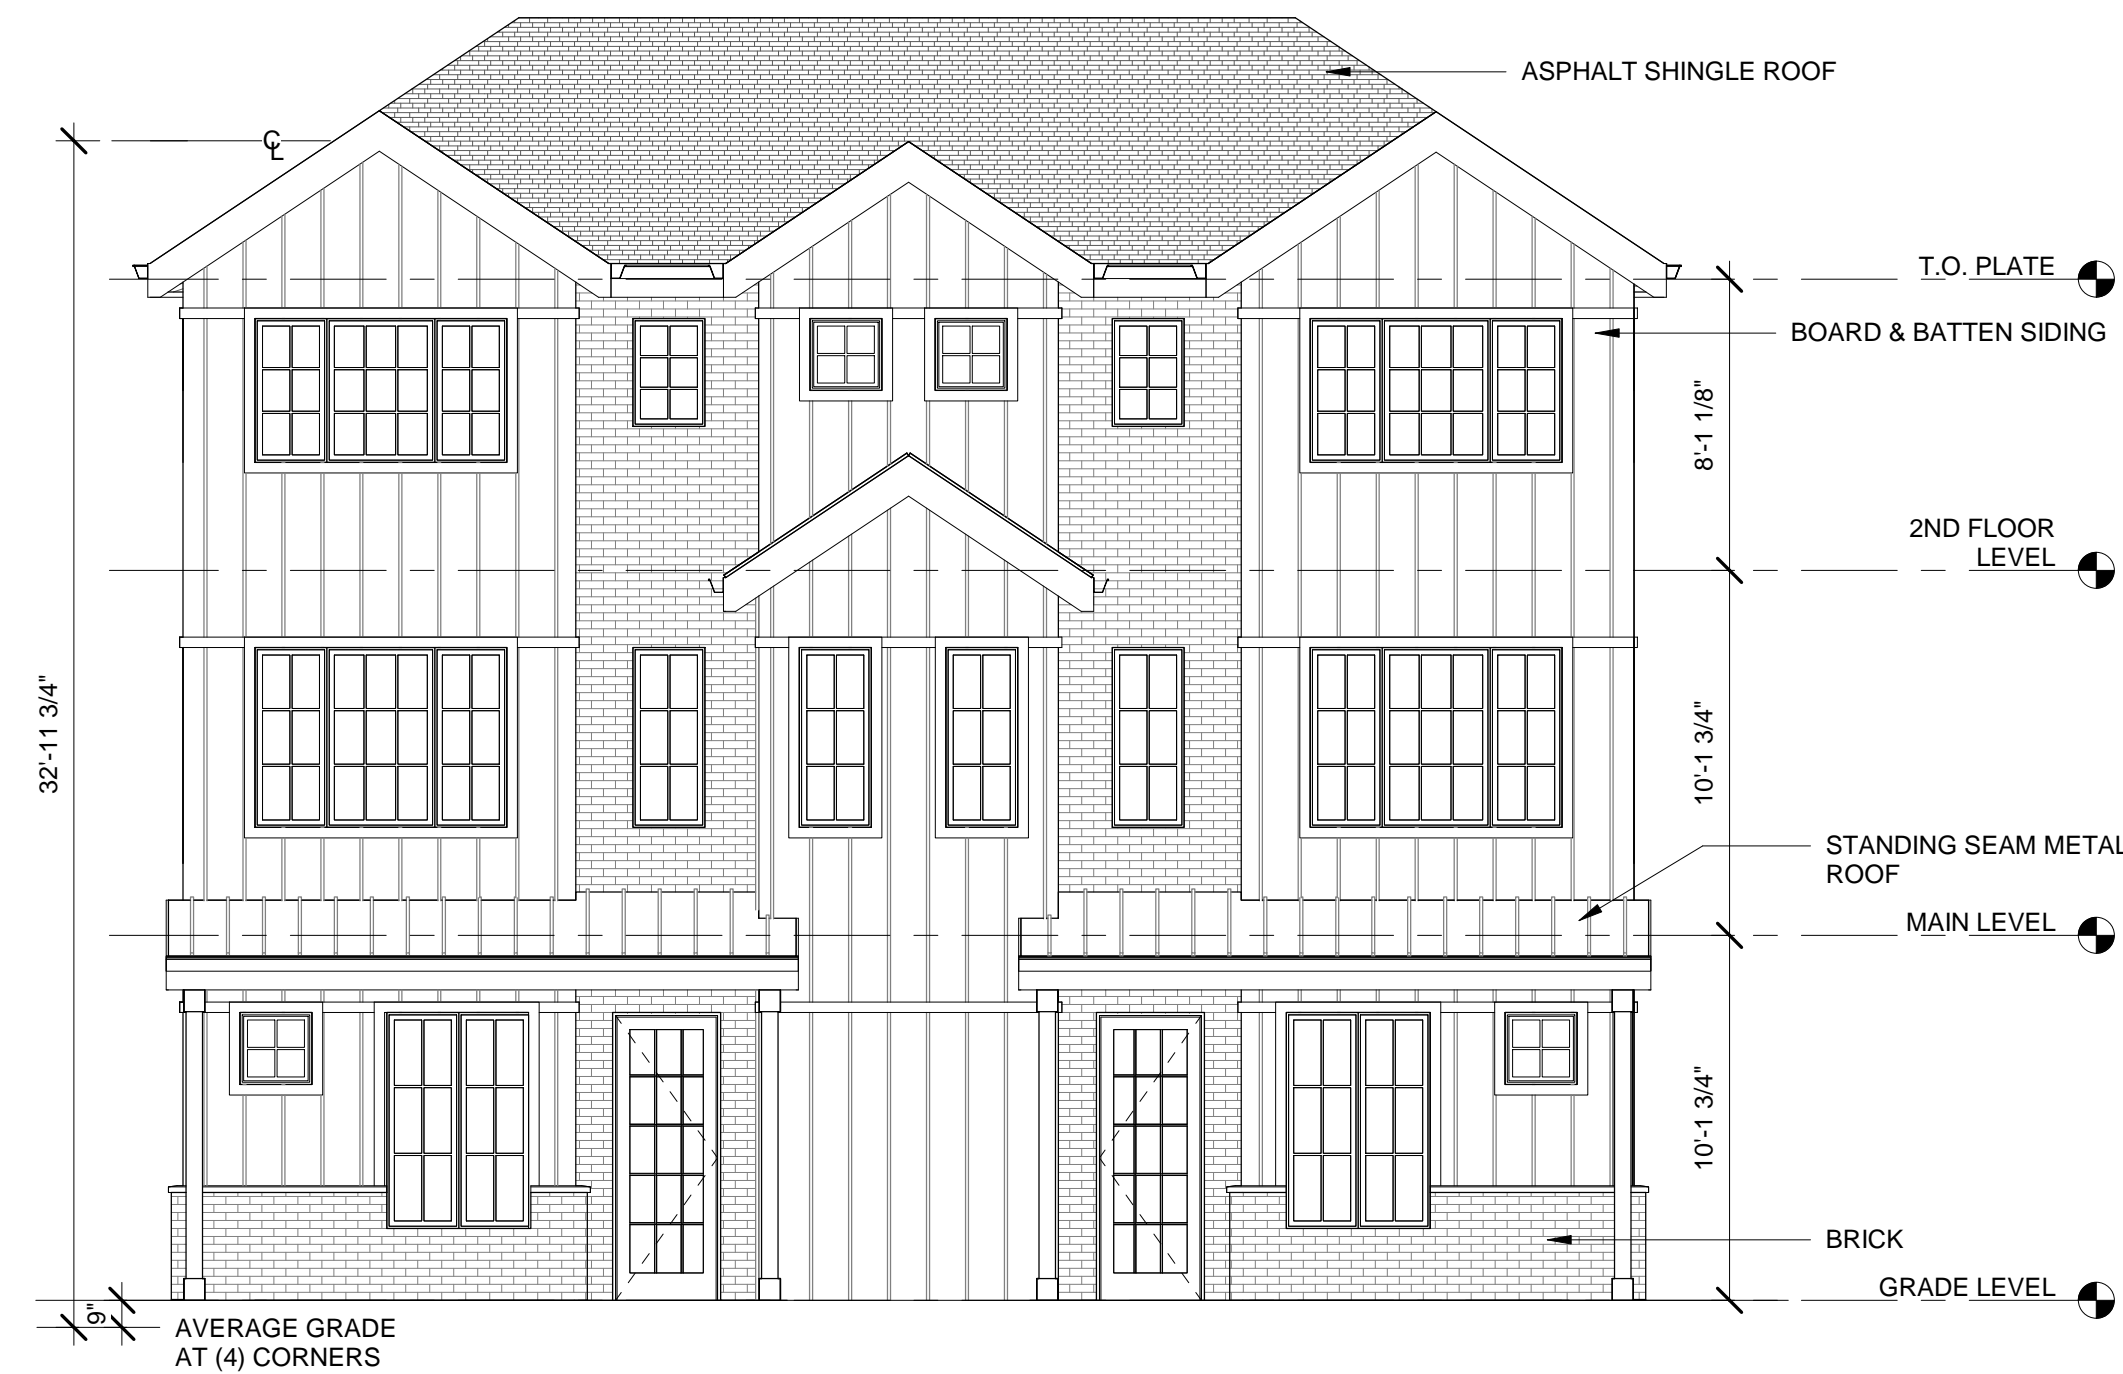 ASPHALT SHINGLE ROOF
℄
T.O. PLATE
BOARD & BATTEN SIDING
8'-1 1/8"
2ND FLOOR
LEVEL
32'-11 3/4"
10'-1 3/4"
STANDING SEAM METAL
ROOF
MAIN LEVEL
10'-1 3/4"
BRICK
GRADE LEVEL
9"
AVERAGE GRADE
AT (4) CORNERS